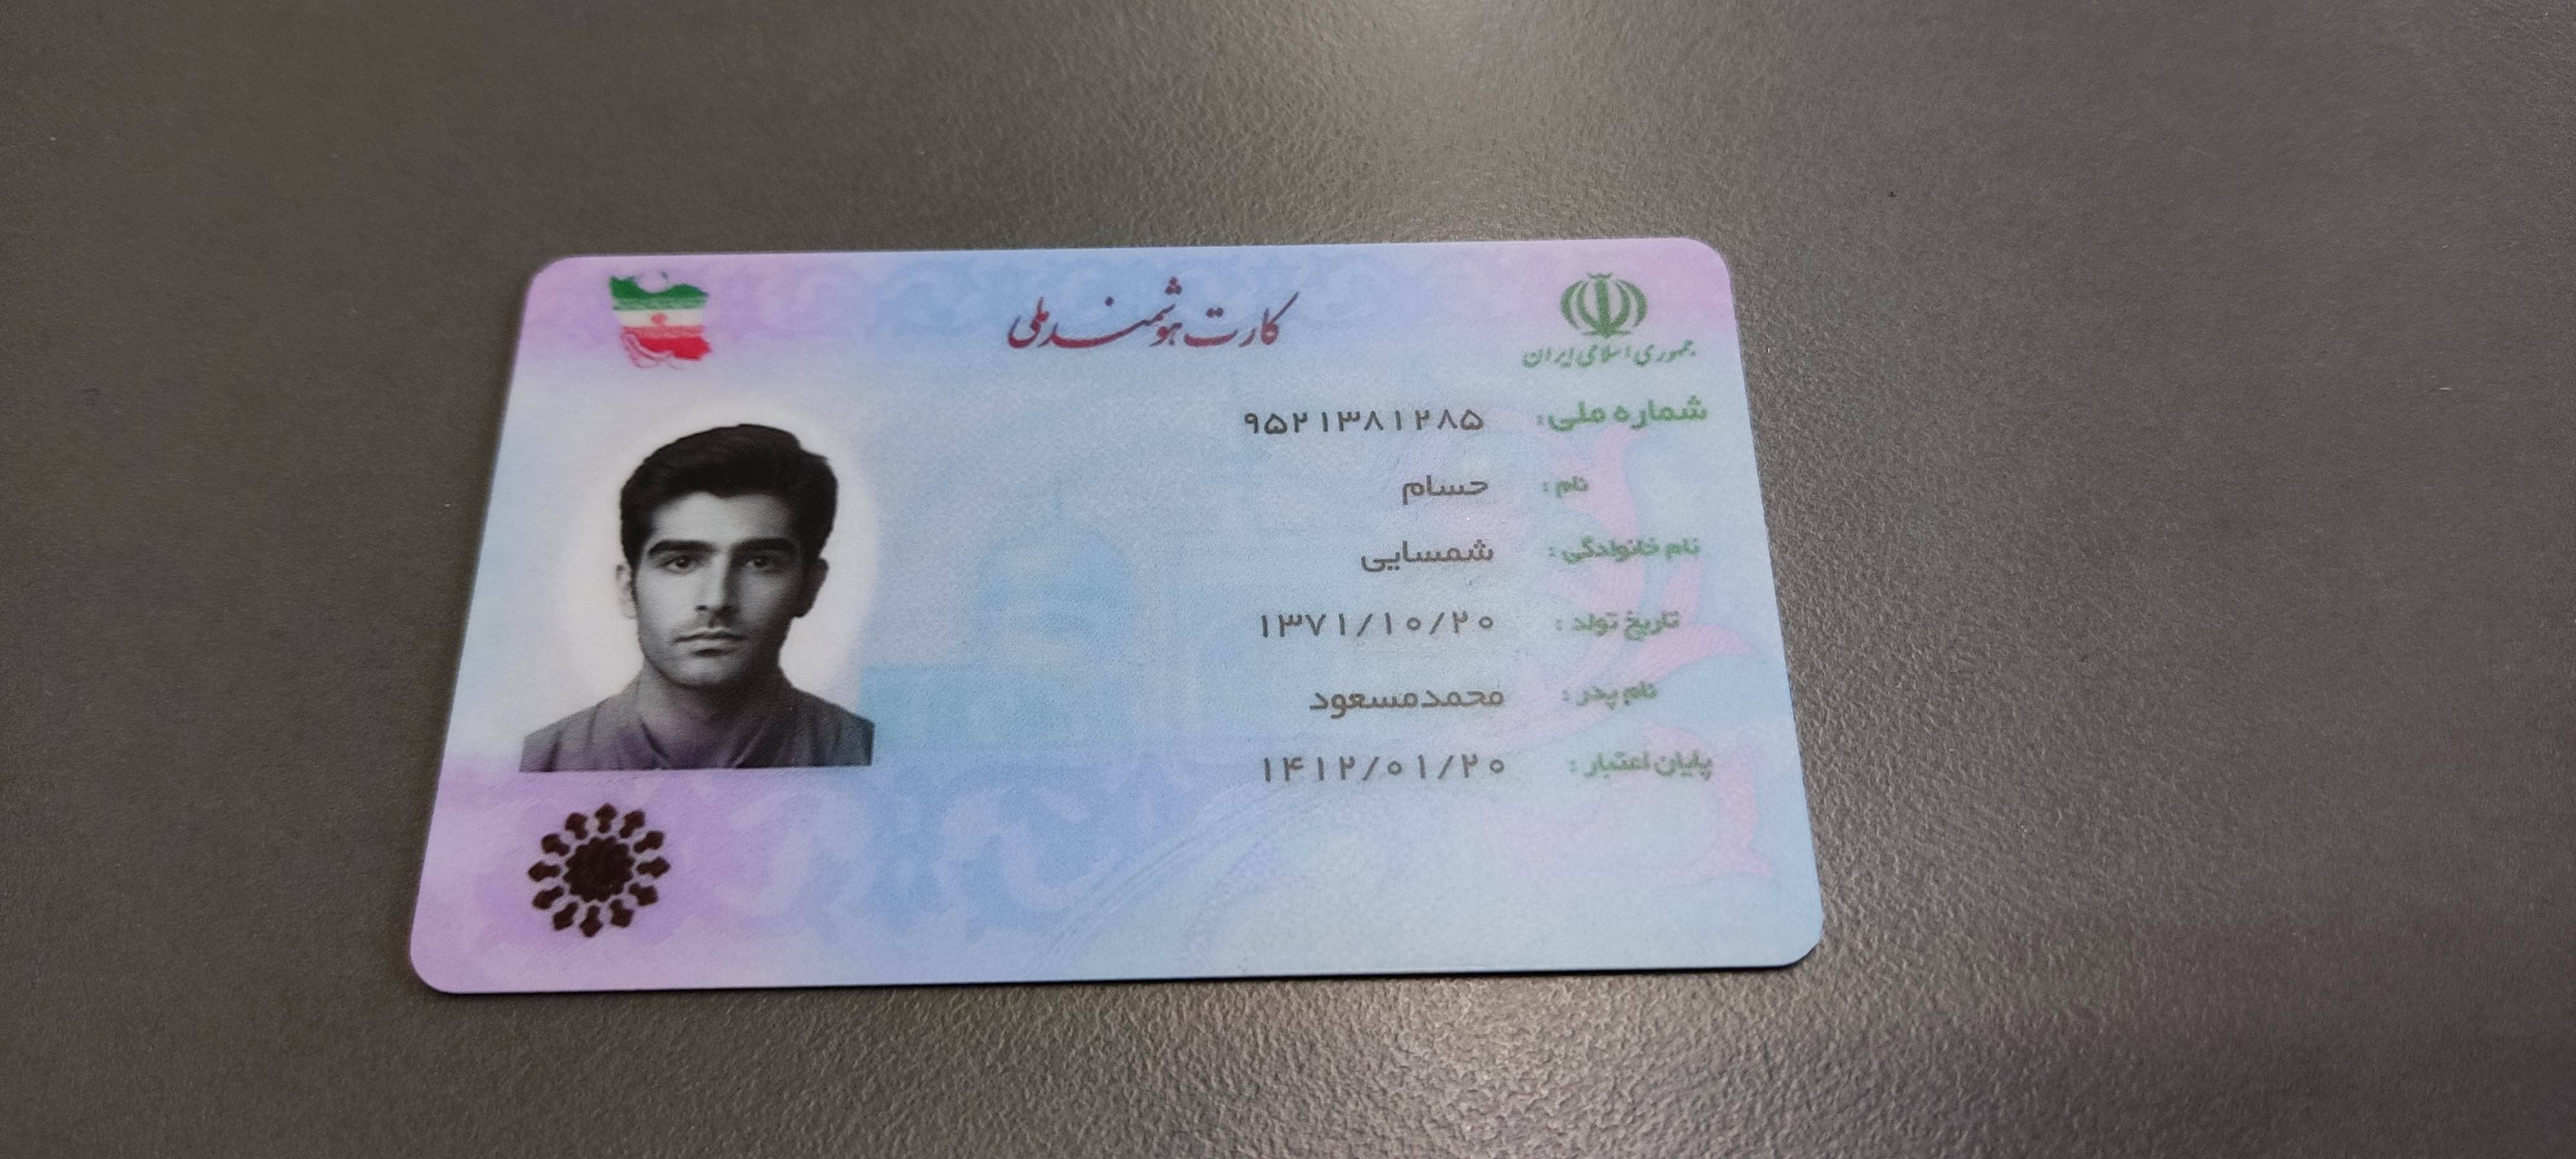 کارت هوشمند ملی
جمهوری اسلامی ایران
شماره ملی: ۹۵۲۱۳۸۱۲۸۵
نام: حسام
نام خانوادگی: شمسایی
تاریخ تولد: ۱۳۷۱/۱۰/۲۰
نام پدر: محمدمسعود
پایان اعتبار: ۱۴۱۲/۰۱/۲۰